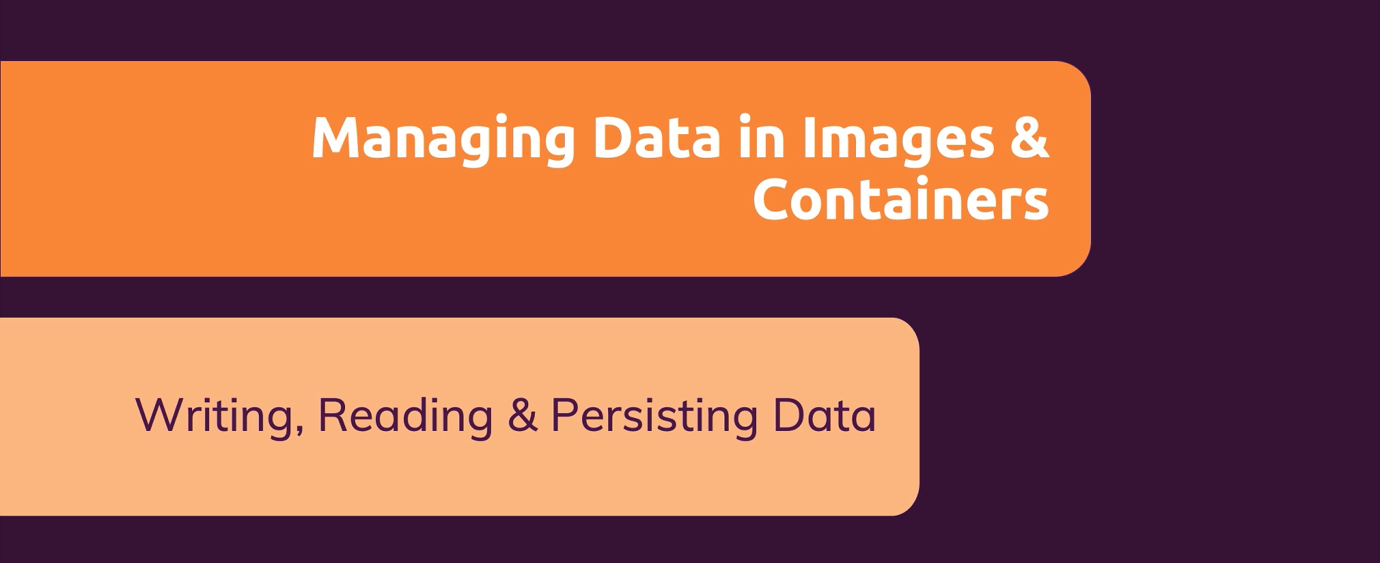 Managing Data in Images &
Containers
Writing, Reading & Persisting Data